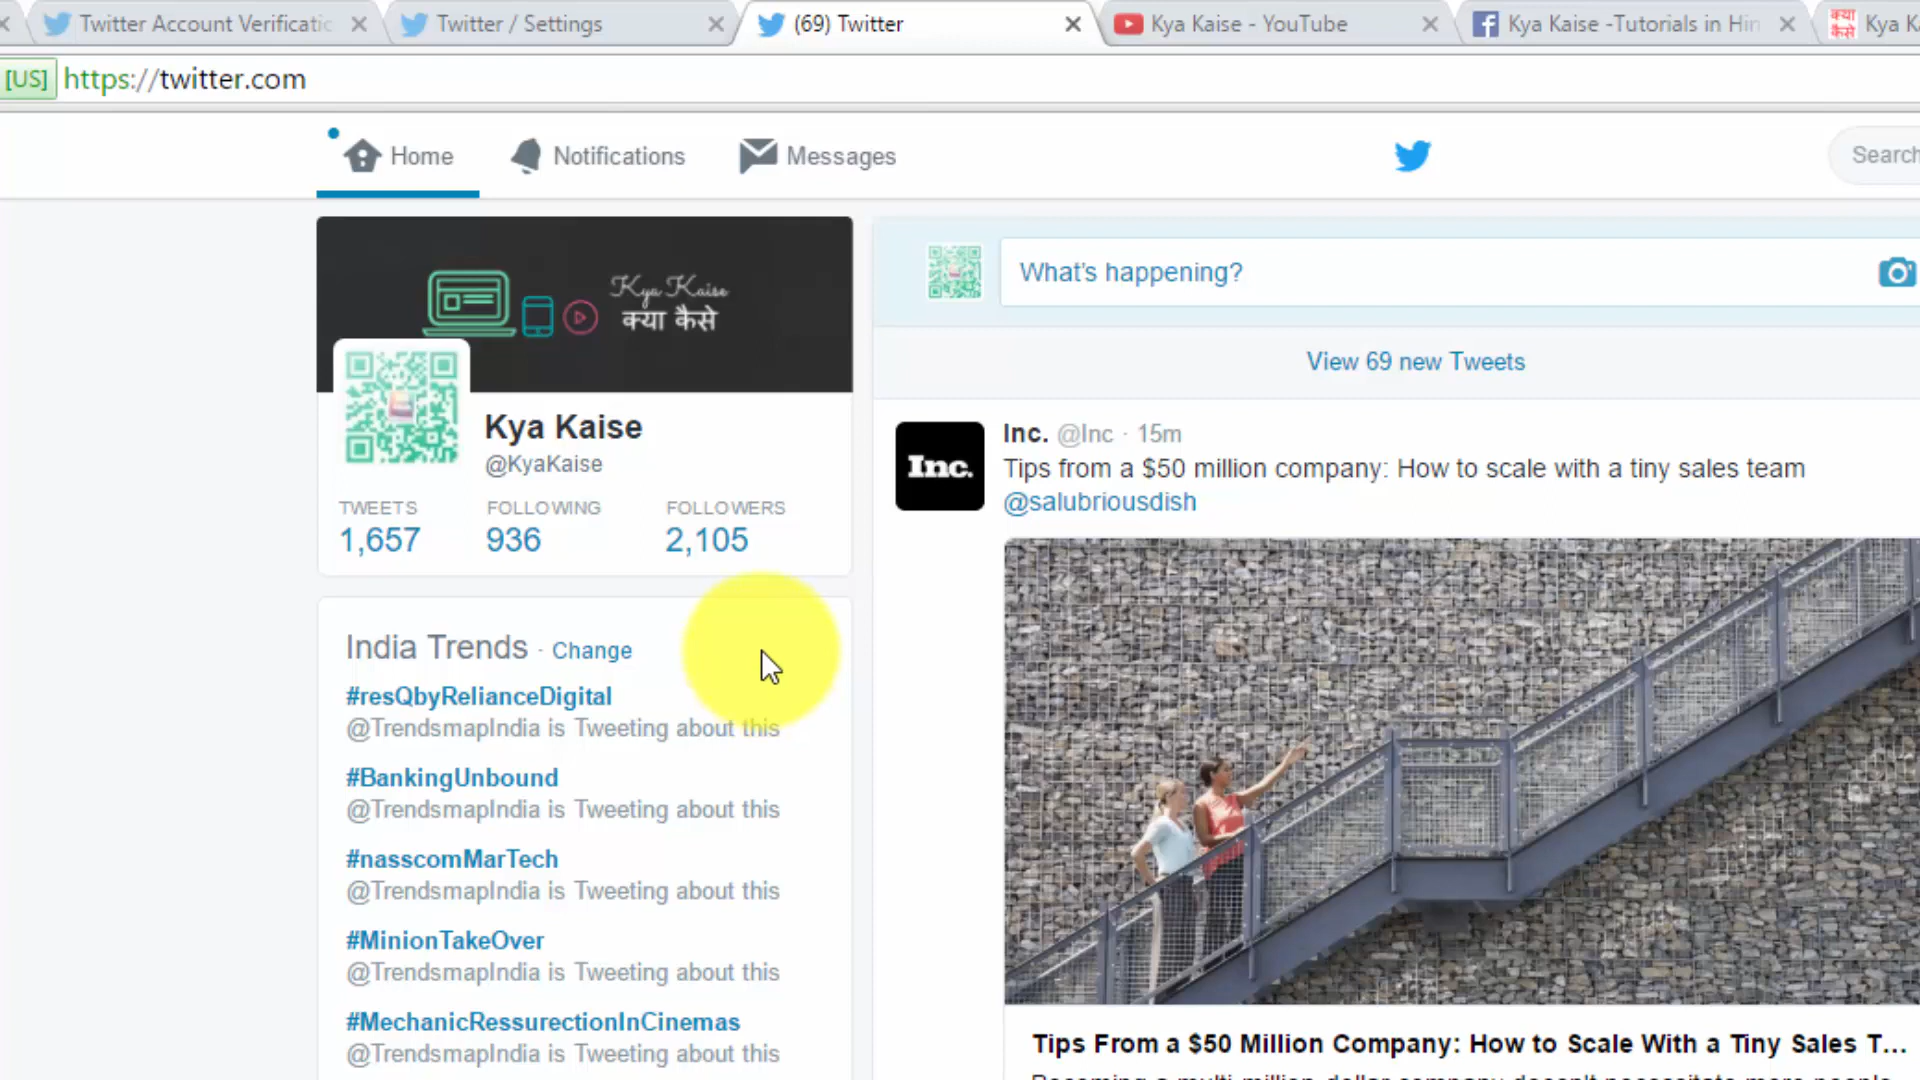 Twitter Account Verificatic
Twitter / Settings
(69) Twitter
Kya Kaise - YouTube
Kya Kaise -Tutorials in Hin
क्या कैसे
Kya K
[US] https://twitter.com
Home
Notifications
Messages
Search
Kya Kaise
क्या कैसे
What's happening?
View 69 new Tweets
Kya Kaise
@KyaKaise
TWEETS FOLLOWING FOLLOWERS
1,657 936 2,105
Inc.
Inc. @Inc · 15m
Tips from a $50 million company: How to scale with a tiny sales team
@salubriousdish
India Trends · Change
#resQbyRelianceDigital
@TrendsmapIndia is Tweeting about this
#BankingUnbound
@TrendsmapIndia is Tweeting about this
#nasscomMarTech
@TrendsmapIndia is Tweeting about this
#MinionTakeOver
@TrendsmapIndia is Tweeting about this
#MechanicRessurectionInCinemas
@TrendsmapIndia is Tweeting about this
Tips From a $50 Million Company: How to Scale With a Tiny Sales T...